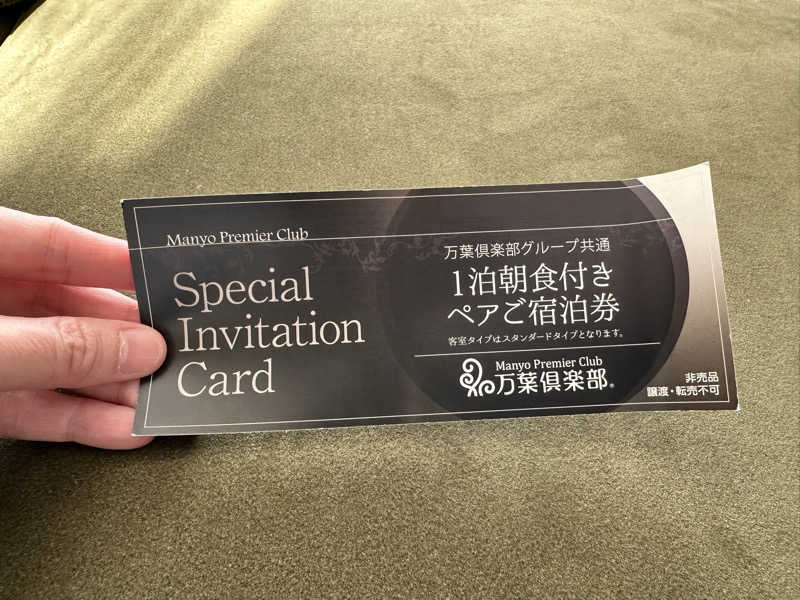 Manyo Premier Club
Special
Invitation
Card
万葉倶楽部グループ共通
1泊朝食付き
ペアご宿泊券
客室タイプはスタンダードタイプとなります。
Manyo Premier Club
万葉倶楽部®
非売品
譲渡・転売不可